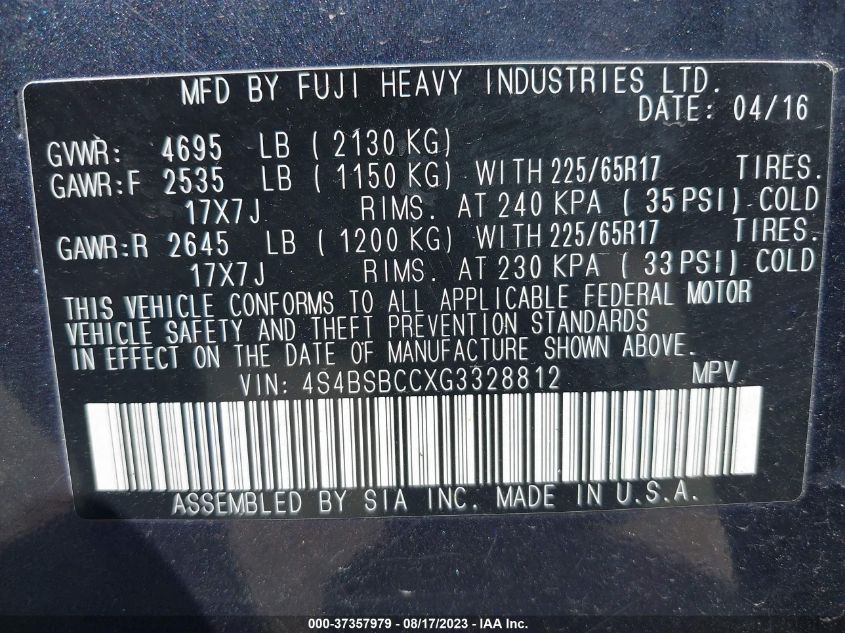 MFD BY FUJI HEAVY INDUSTRIES LTD.
DATE: 04/16
GVWR: 4695 LB ( 2130 KG)
GAWR:F 2535 LB ( 1150 KG) WITH 225/65R17 TIRES.
17X7J RIMS. AT 240 KPA ( 35 PSI) COLD
GAWR:R 2645 LB ( 1200 KG) WITH 225/65R17 TIRES.
17X7J RIMS. AT 230 KPA ( 33 PSI) COLD
THIS VEHICLE CONFORMS TO ALL APPLICABLE FEDERAL MOTOR
VEHICLE SAFETY AND THEFT PREVENTION STANDARDS
IN EFFECT ON THE DATE OF MANUFACTURE SHOWN ABOVE.
VIN: 4S4BSBCCXG3328812 MPV
ASSEMBLED BY SIA INC. MADE IN U.S.A.
000-37357979 - 08/17/2023 - IAA Inc.